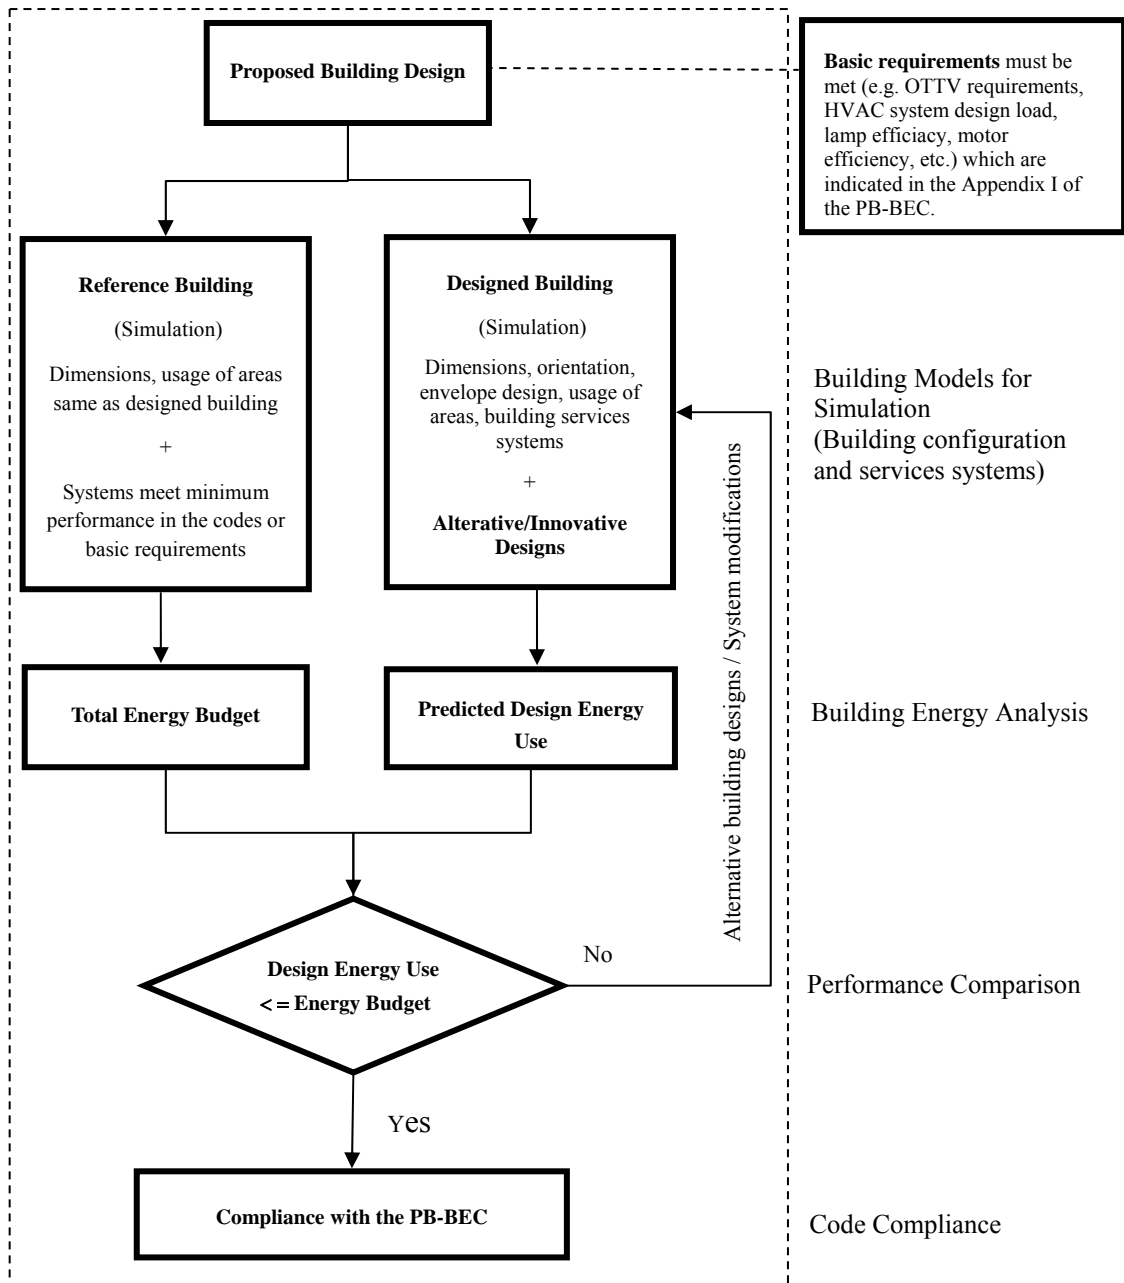 Proposed Building Design
Basic requirements must be
met (e.g. OTTV requirements,
HVAC system design load,
lamp efficiacy, motor
efficiency, etc.) which are
indicated in the Appendix I of
the PB-BEC.
Reference Building
(Simulation)
Dimensions, usage of areas
same as designed building
+
Systems meet minimum
performance in the codes or
basic requirements
Designed Building
(Simulation)
Dimensions, orientation,
envelope design, usage of
areas, building services
systems
+
Alterative/Innovative
Designs
Building Models for
Simulation
(Building configuration
and services systems)
Alternative building designs / System modifications
Total Energy Budget
Predicted Design Energy
Use
Building Energy Analysis
Design Energy Use
<= Energy Budget
No
Performance Comparison
Yes
Compliance with the PB-BEC
Code Compliance